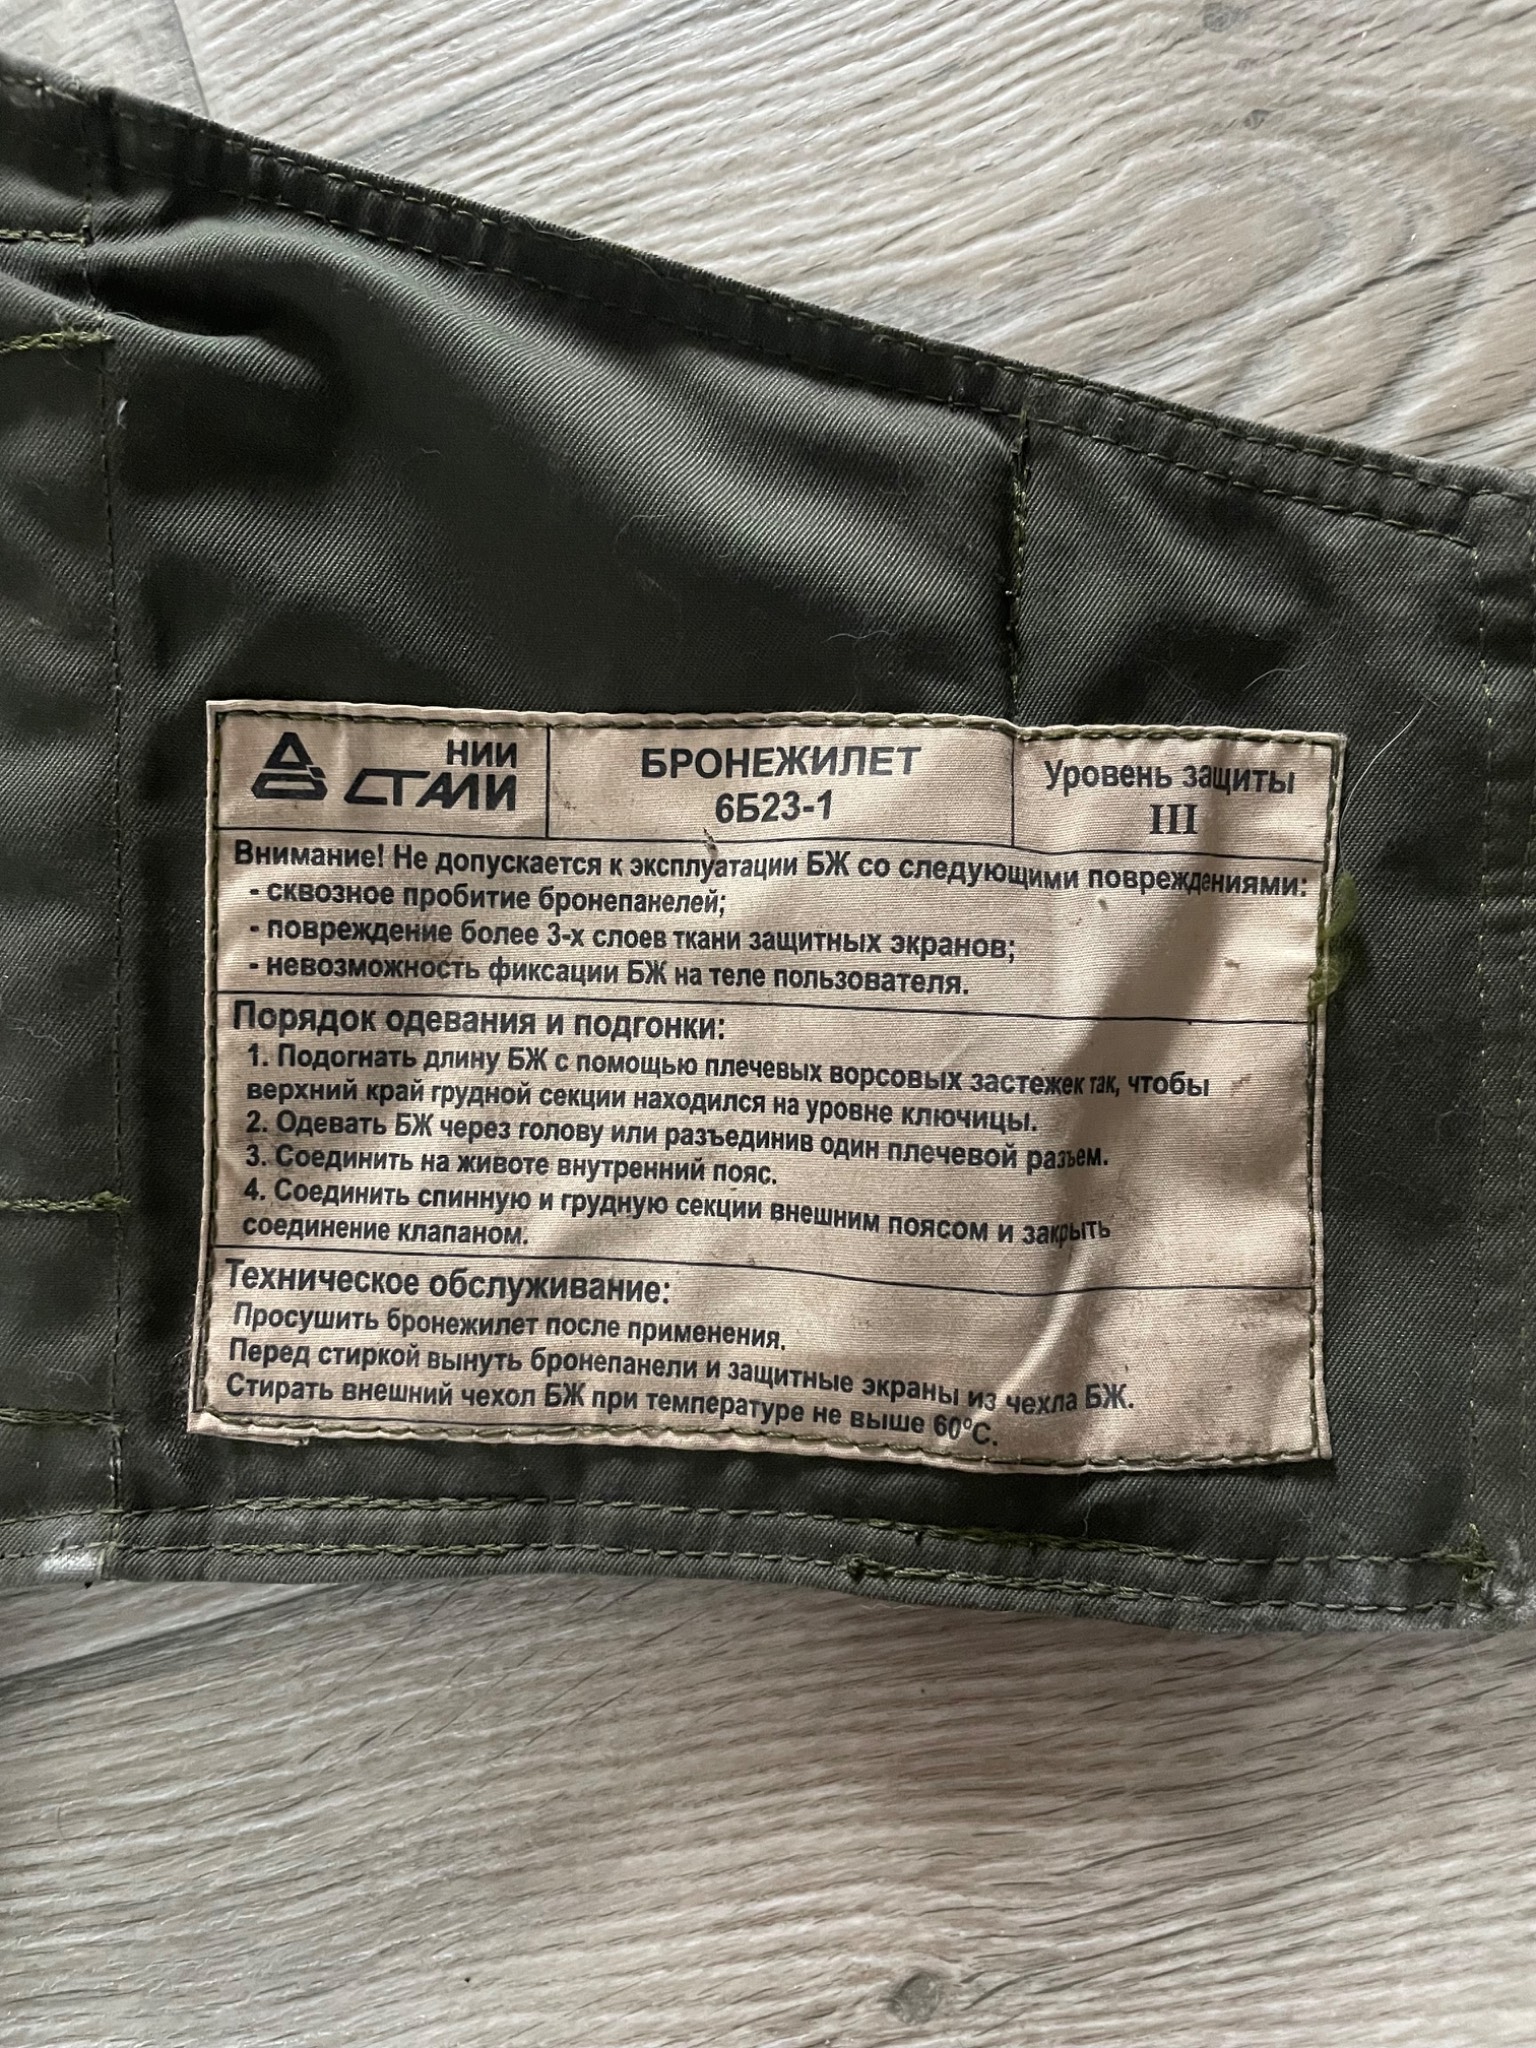 НИИ
СТАЛИ
БРОНЕЖИЛЕТ
6Б23-1
Уровень защиты
III
Внимание! Не допускается к эксплуатации БЖ со следующими повреждениями:
- сквозное пробитие бронепанелей;
- повреждение более 3-х слоев ткани защитных экранов;
- невозможность фиксации БЖ на теле пользователя.
Порядок одевания и подгонки:
1. Подогнать длину БЖ с помощью плечевых ворсовых застежек так, чтобы
верхний край грудной секции находился на уровне ключицы.
2. Одевать БЖ через голову или разъединив один плечевой разъем.
3. Соединить на животе внутренний пояс.
4. Соединить спинную и грудную секции внешним поясом и закрыть
соединение клапаном.
Техническое обслуживание:
Просушить бронежилет после применения.
Перед стиркой вынуть бронепанели и защитные экраны из чехла БЖ.
Стирать внешний чехол БЖ при температуре не выше 60°С.